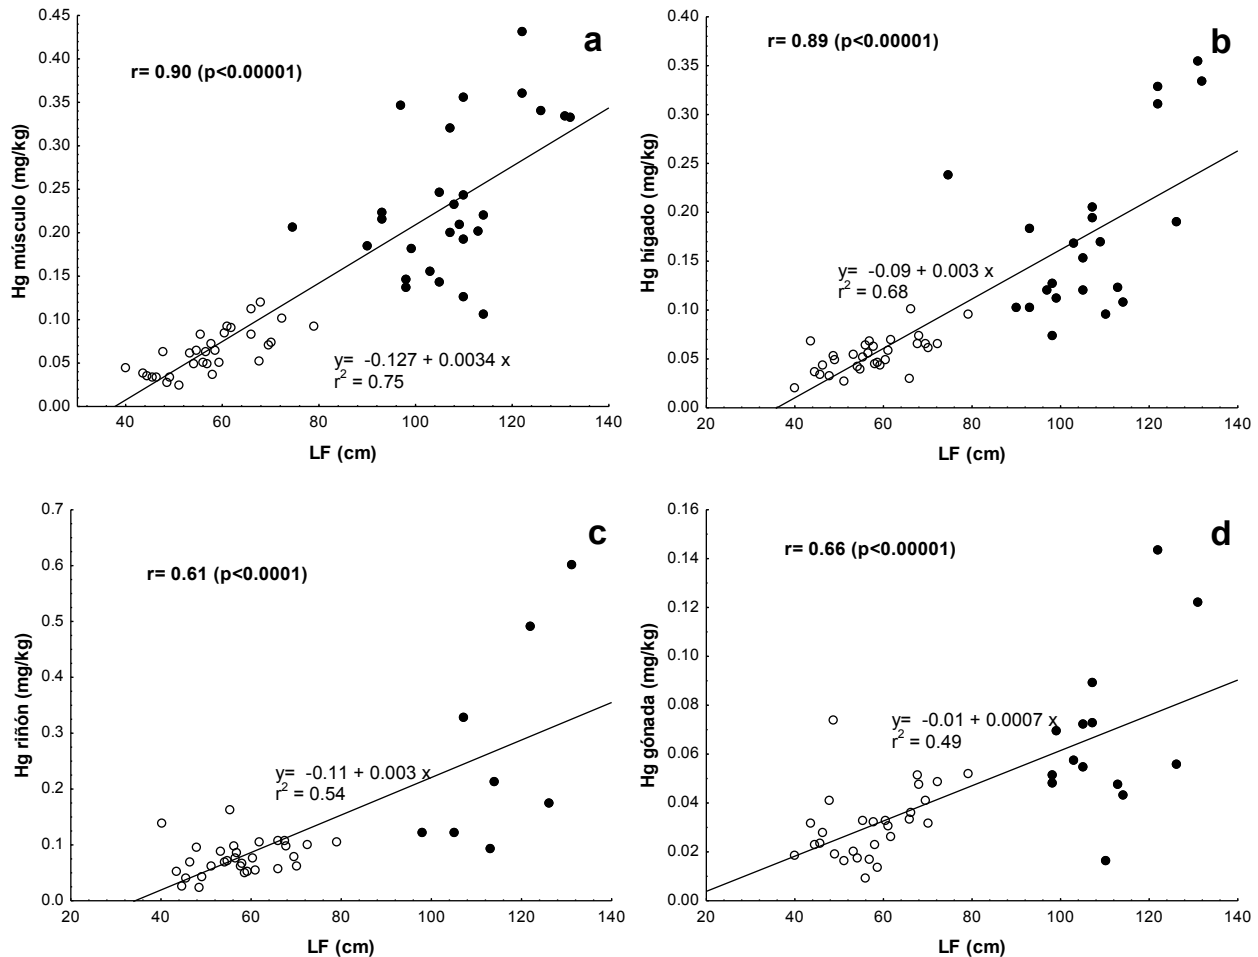 a
r= 0.90 (p<0.00001)
Hg músculo (mg/kg)
0.45
0.40
0.35
0.30
0.25
0.20
0.15
0.10
0.05
0.00
y= -0.127 + 0.0034 x
r² = 0.75
40 60 80 100 120 140
LF (cm)
b
r= 0.89 (p<0.00001)
Hg hígado (mg/kg)
0.40
0.35
0.30
0.25
0.20
0.15
0.10
0.05
0.00
y= -0.09 + 0.003 x
r² = 0.68
20 40 60 80 100 120 140
LF (cm)
c
r= 0.61 (p<0.0001)
Hg riñón (mg/kg)
0.7
0.6
0.5
0.4
0.3
0.2
0.1
0.0
y= -0.11 + 0.003 x
r² = 0.54
20 40 60 80 100 120 140
LF (cm)
d
r= 0.66 (p<0.00001)
Hg gónada (mg/kg)
0.16
0.14
0.12
0.10
0.08
0.06
0.04
0.02
0.00
y= -0.01 + 0.0007 x
r² = 0.49
20 40 60 80 100 120 140
LF (cm)